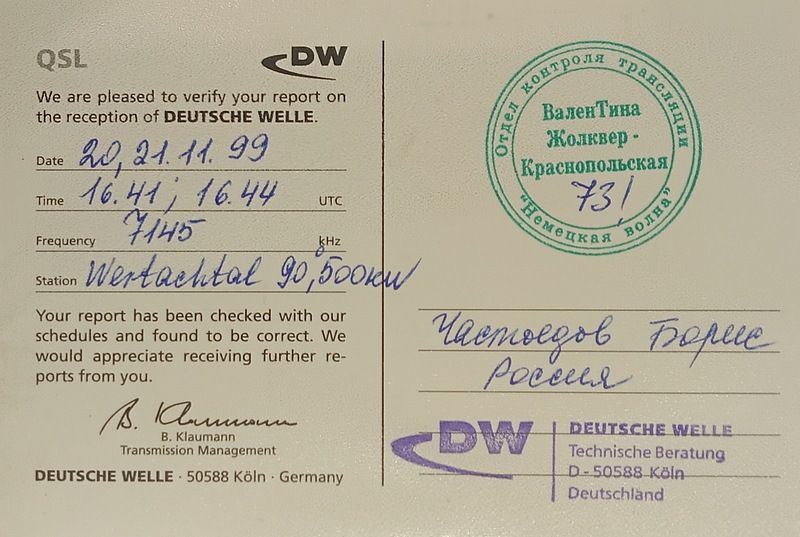 QSL
DW
We are pleased to verify your report on
the reception of DEUTSCHE WELLE.
Date 20, 21.11.99
Time 16.41; 16.44 UTC
Frequency 7145 kHz
Station Wertachtal 90°, 500kW
Your report has been checked with our
schedules and found to be correct. We
would appreciate receiving further re-
ports from you.
B. Klaumann
B. Klaumann
Transmission Management
DEUTSCHE WELLE · 50588 Köln · Germany
Отдел контроля трансляции
ВаленТина
Жолквер -
Краснопольская
73!
"Немецкая волна"
Частоедов Борис
Россия
DW
DEUTSCHE WELLE
Technische Beratung
D - 50588 Köln
Deutschland